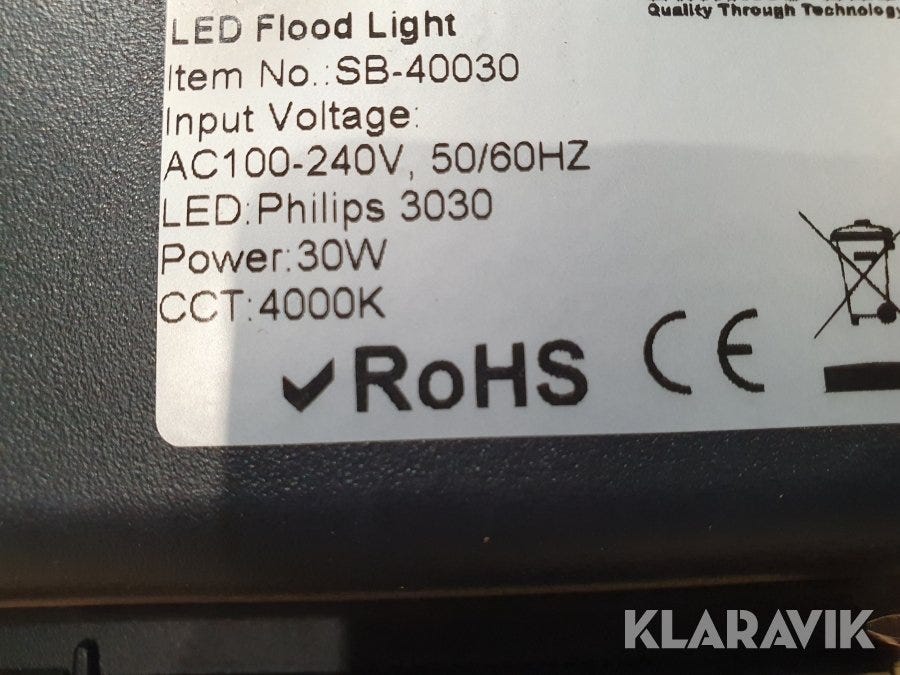 Quality Through Technology
LED Flood Light
Item No.:SB-40030
Input Voltage:
AC100-240V, 50/60HZ
LED:Philips 3030
Power:30W
CCT:4000K
RoHS CE
KLARAVIK